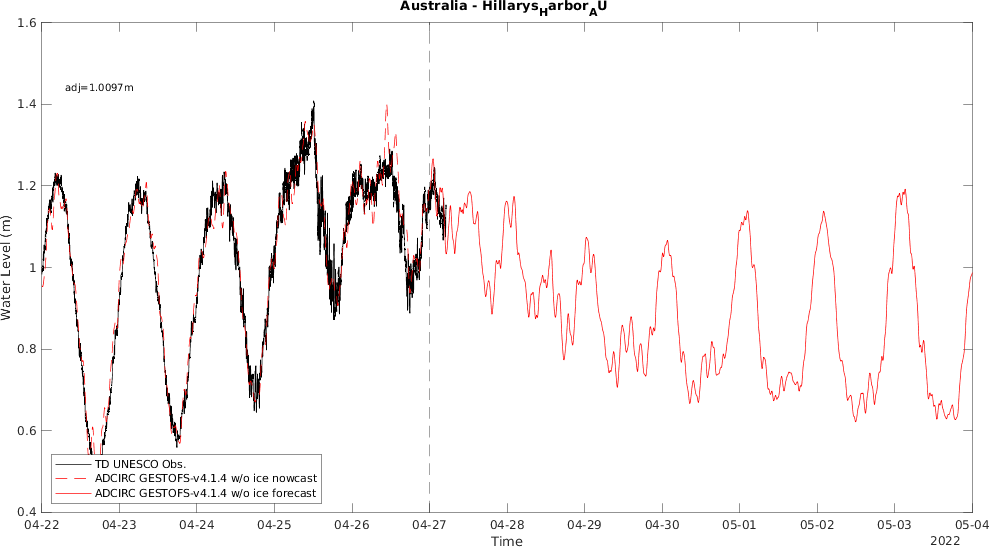 Australia - HillarysHarborAU
1.6
adj=1.0097m
1.4
1.2
1
0.8
0.6
0.4
Water Level (m)
TD UNESCO Obs.
ADCIRC GESTOFS-v4.1.4 w/o ice nowcast
ADCIRC GESTOFS-v4.1.4 w/o ice forecast
04-22 04-23 04-24 04-25 04-26 04-27 04-28 04-29 04-30 05-01 05-02 05-03 05-04
Time
2022